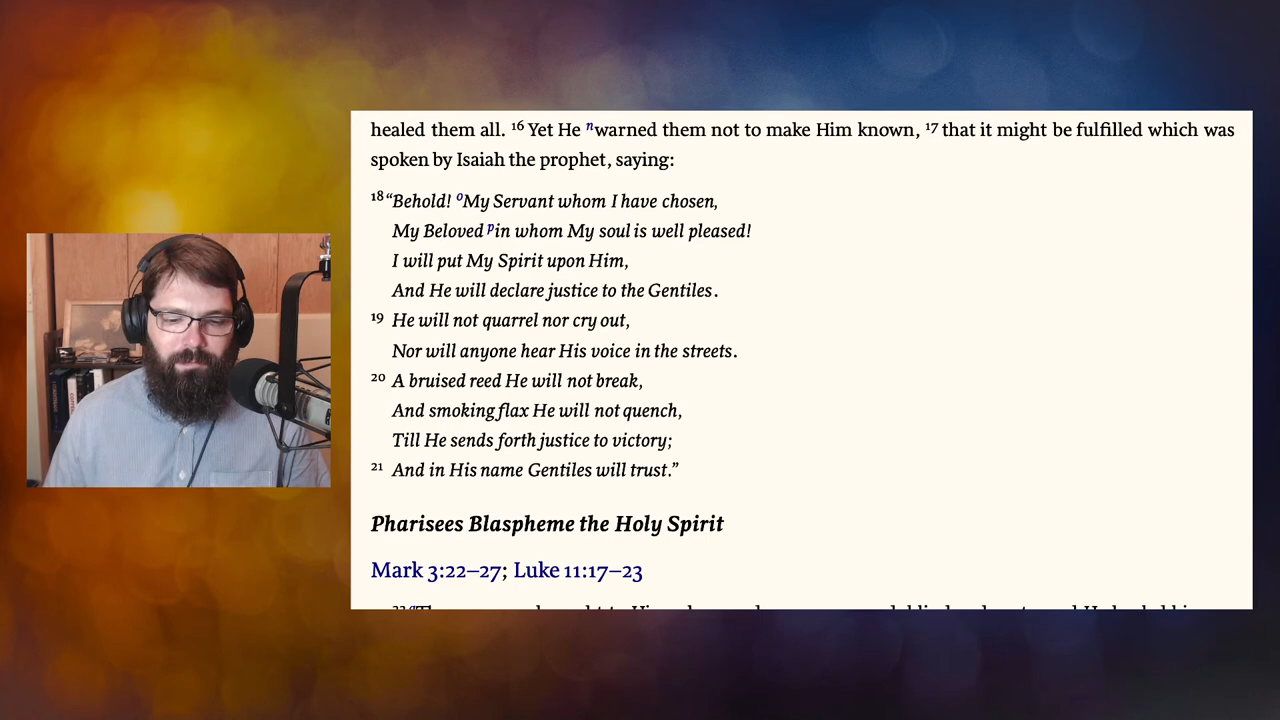 healed them all. 16 Yet He n warned them not to make Him known, 17 that it might be fulfilled which was
spoken by Isaiah the prophet, saying:
18 “Behold! o My Servant whom I have chosen,
My Beloved p in whom My soul is well pleased!
I will put My Spirit upon Him,
And He will declare justice to the Gentiles.
19 He will not quarrel nor cry out,
Nor will anyone hear His voice in the streets.
20 A bruised reed He will not break,
And smoking flax He will not quench,
Till He sends forth justice to victory;
21 And in His name Gentiles will trust.”
Pharisees Blaspheme the Holy Spirit
Mark 3:22–27; Luke 11:17–23